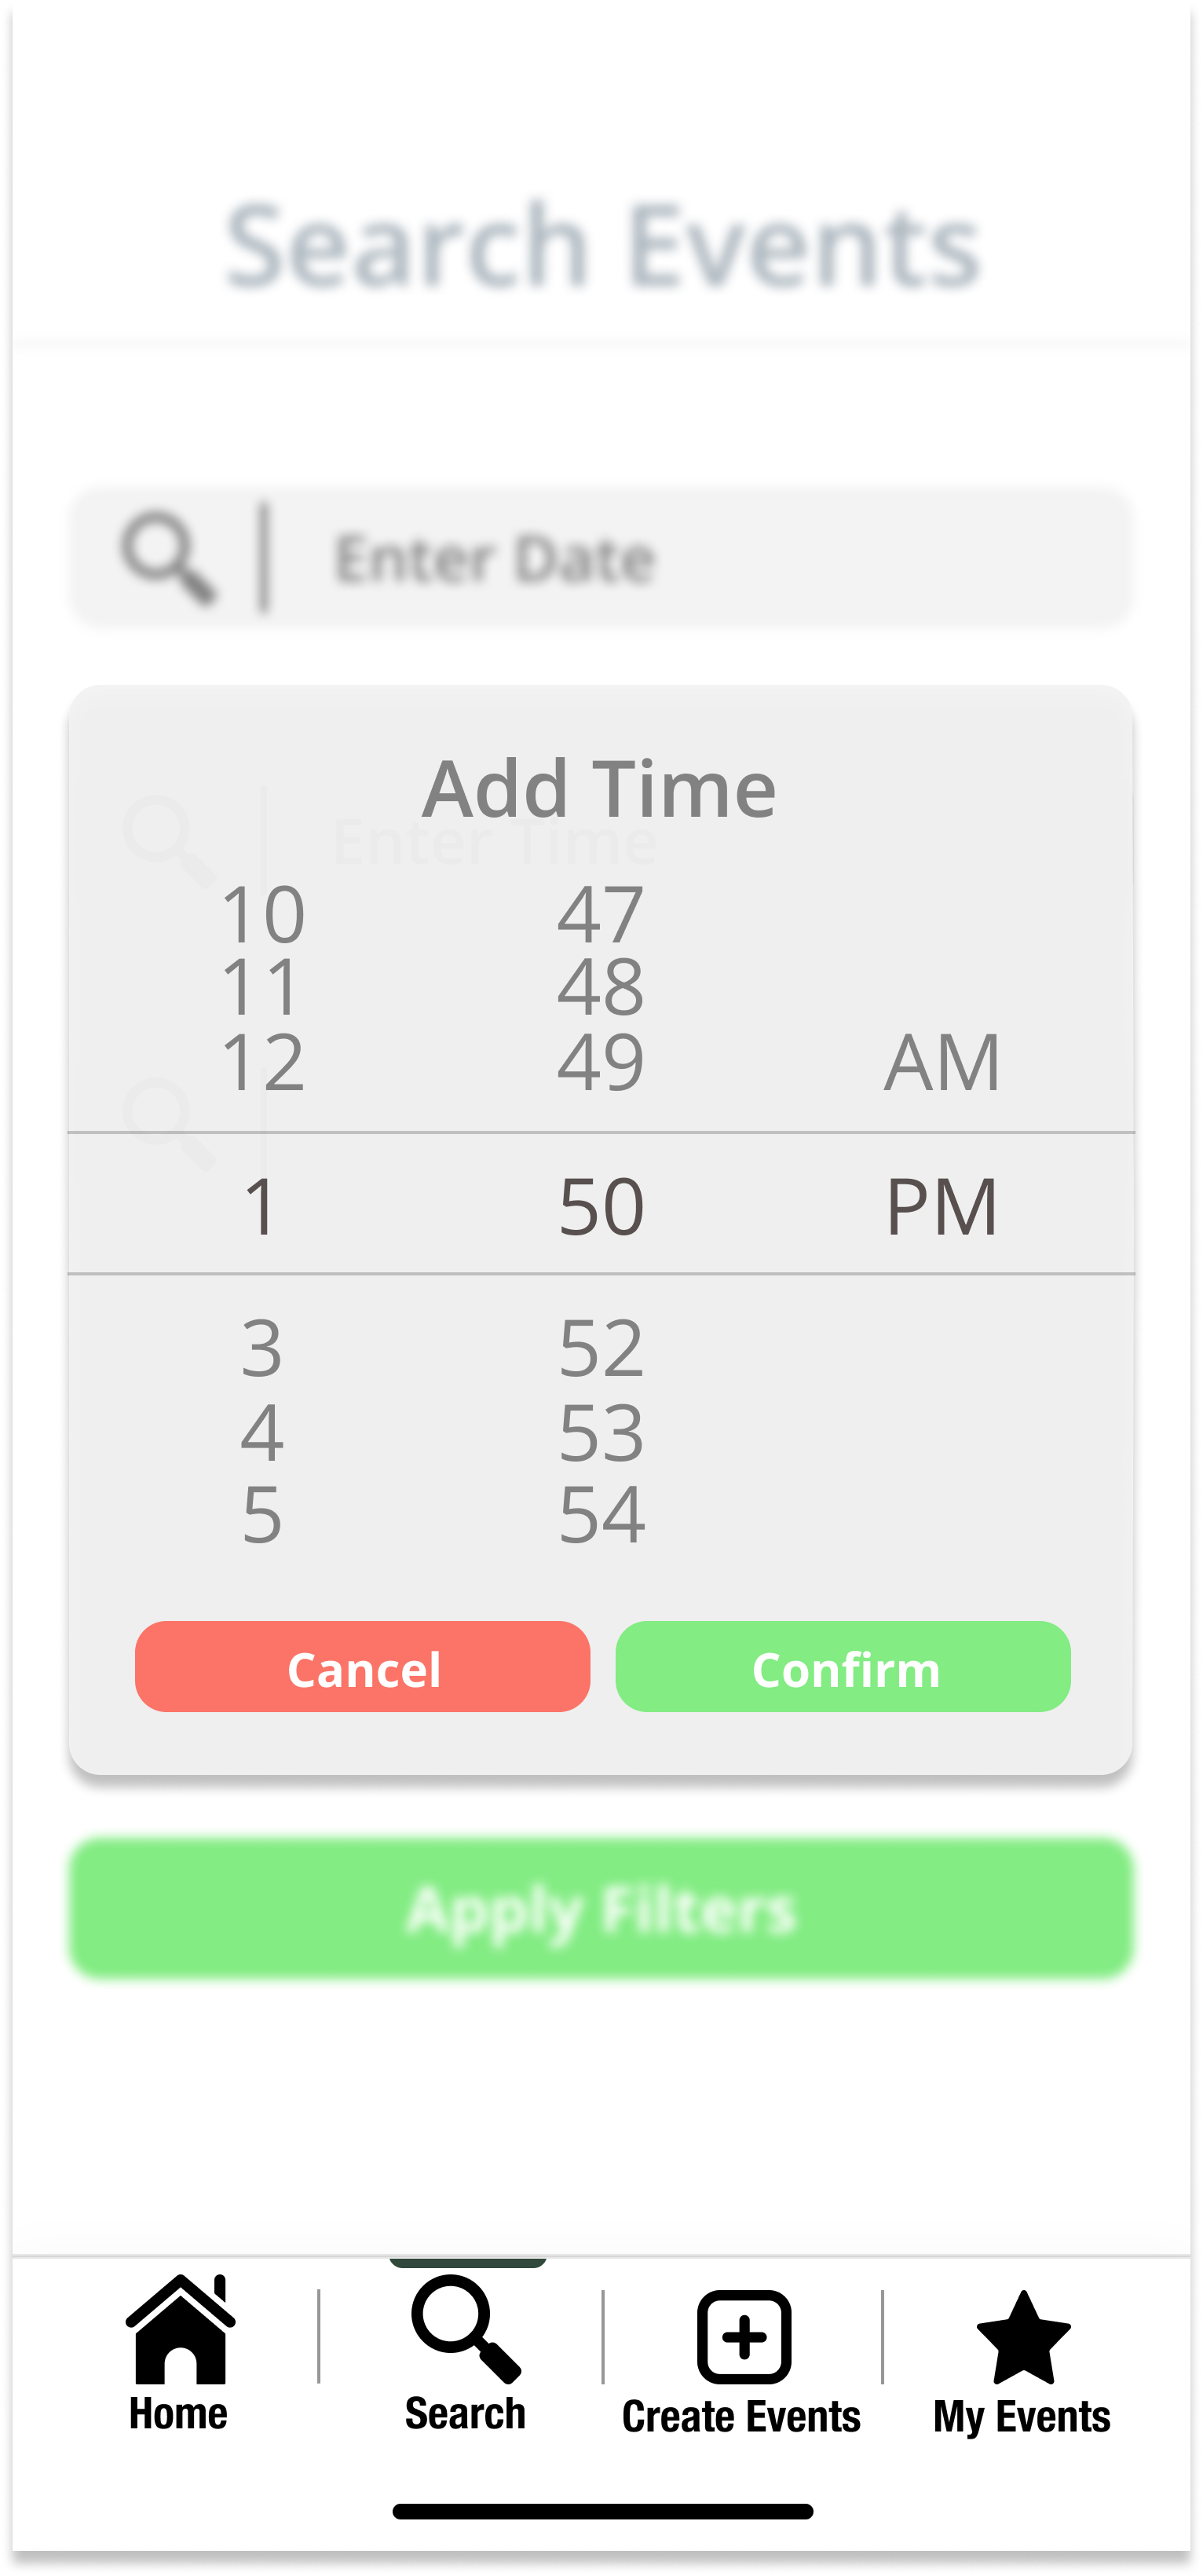 Search Events
Enter Date
Add Time
Enter Time
10 47
11 48
12 49 AM
1 50 PM
3 52
4 53
5 54
Cancel Confirm
Apply Filters
Home Search Create Events My Events